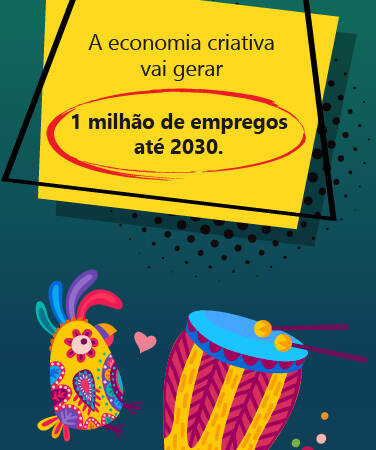 A economia criativa
vai gerar
1 milhão de empregos
até 2030.